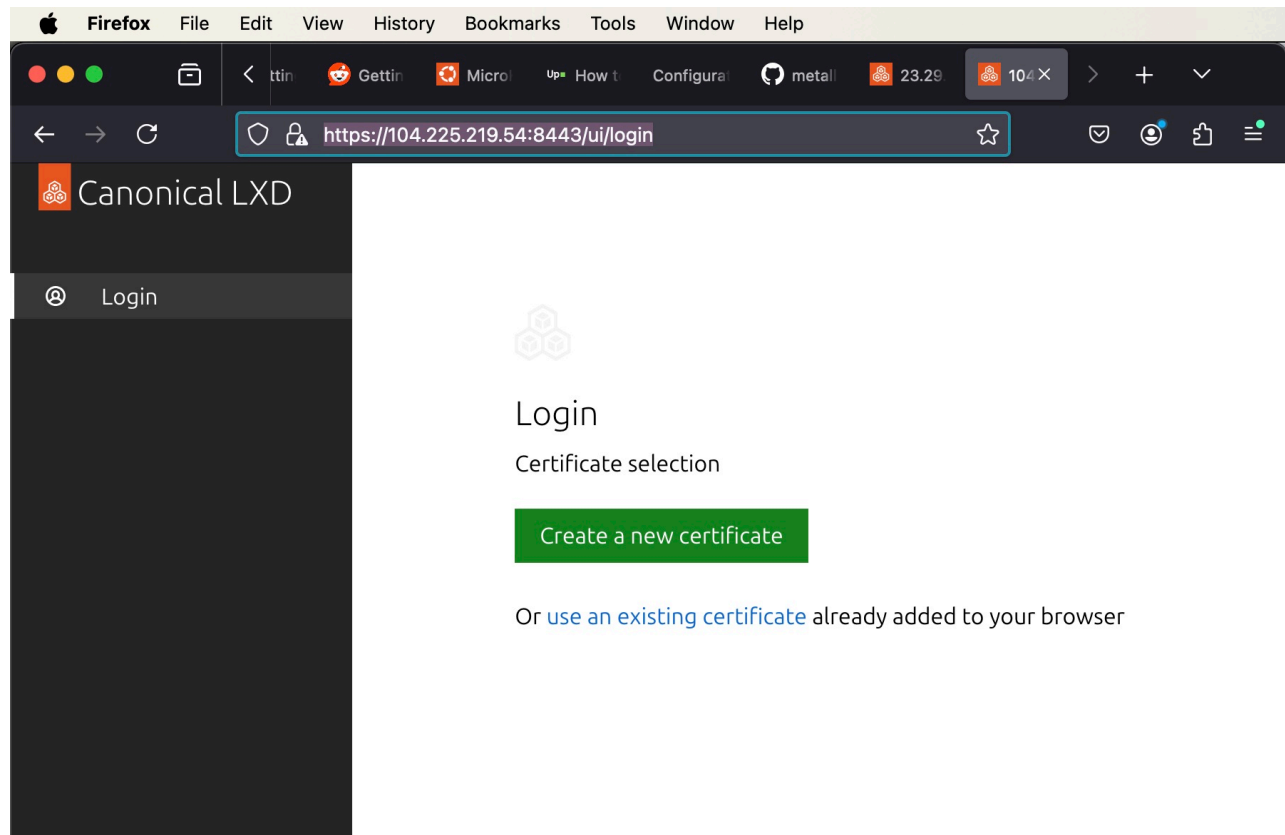 Firefox File Edit View History Bookmarks Tools Window Help
ttin Gettin Micro How t Configura metall 23.29. 104
https://104.225.219.54:8443/ui/login
Canonical LXD
Login
Login
Certificate selection
Create a new certificate
Or use an existing certificate already added to your browser